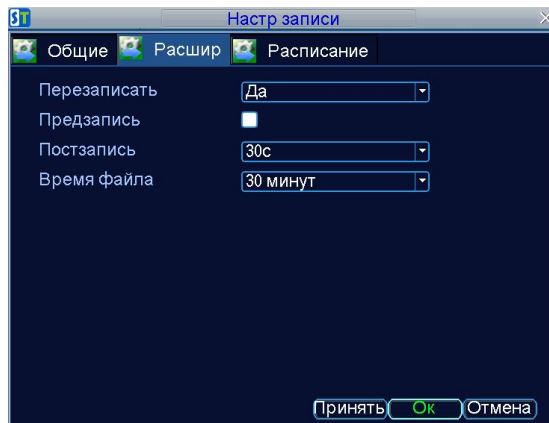 ST
Настр записи
Общие Расшир Расписание
Перезаписать Да
Предзапись
Постзапись 30с
Время файла 30 минут
Принять Ок Отмена